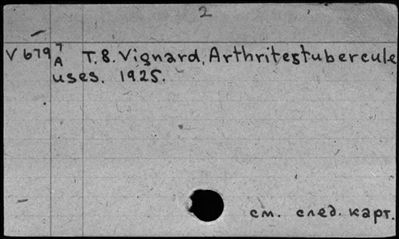 2
V 679 7/A T.8. Vignard, Arthritestubercule
uses. 1925.
см. след. карт.